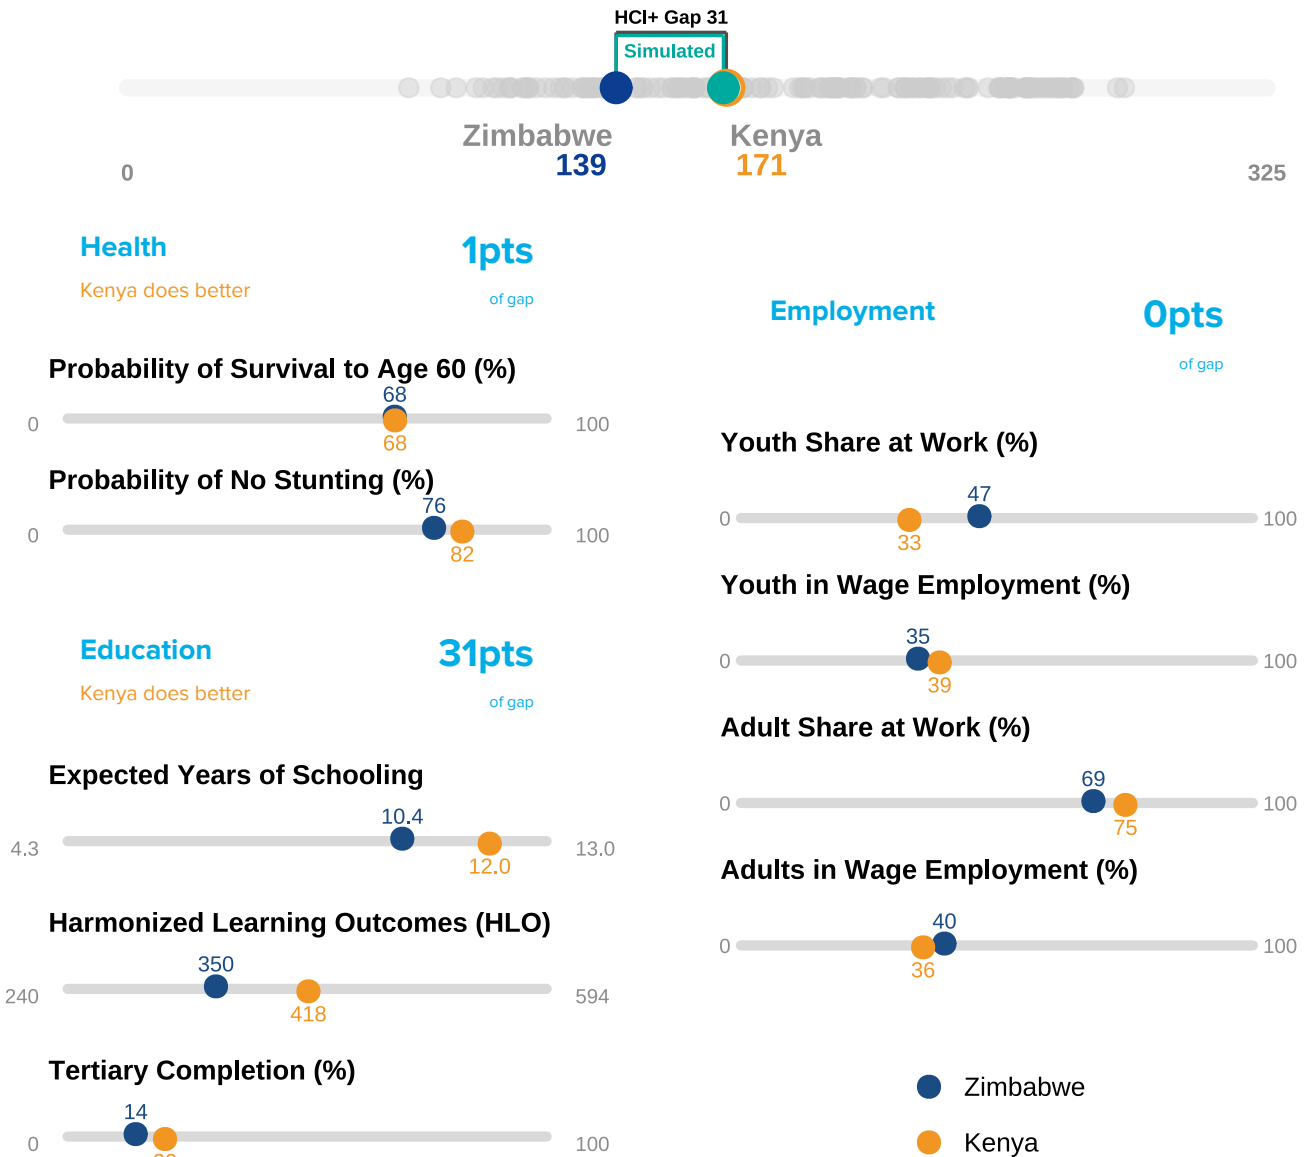 HCI+ Gap 31
Simulated
Zimbabwe
139
Kenya
171
0
325
Health
1pts
Kenya does better
of gap
Probability of Survival to Age 60 (%)
68
0
100
68
Probability of No Stunting (%)
76
0
100
82
Education
31pts
Kenya does better
of gap
Expected Years of Schooling
10.4
4.3
13.0
12.0
Harmonized Learning Outcomes (HLO)
350
240
594
418
Tertiary Completion (%)
14
0
100
Employment
0pts
of gap
Youth Share at Work (%)
47
0
100
33
Youth in Wage Employment (%)
35
0
100
39
Adult Share at Work (%)
69
0
100
75
Adults in Wage Employment (%)
40
0
100
36
Zimbabwe
Kenya